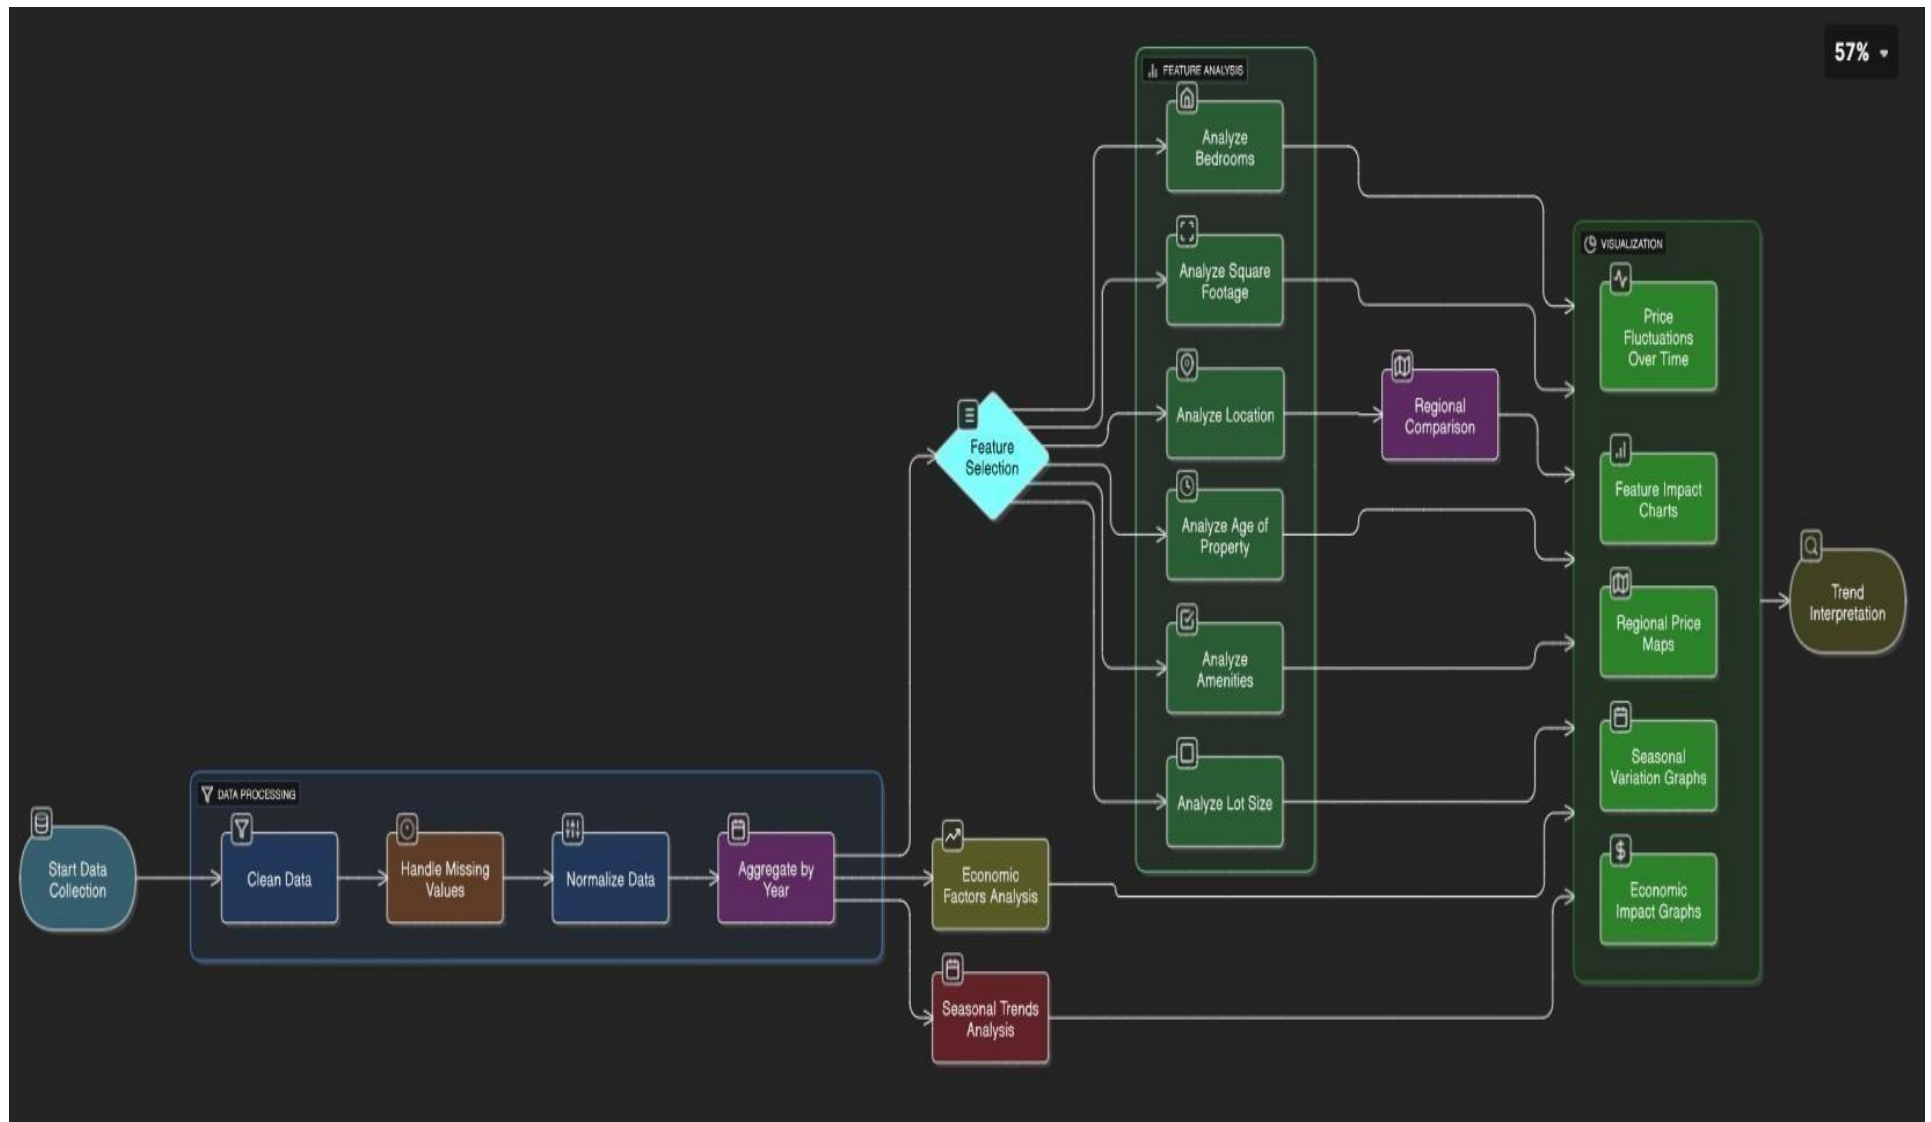 57%
FEATURE ANALYSIS
Analyze
Bedrooms
Analyze Square
Footage
Analyze Location
Analyze Age of
Property
Analyze
Amenities
Analyze Lot Size
Regional
Comparison
VISUALIZATION
Price
Fluctuations
Over Time
Feature Impact
Charts
Regional Price
Maps
Seasonal
Variation Graphs
Economic
Impact Graphs
Trend
Interpretation
Feature
Selection
DATA PROCESSING
Start Data
Collection
Clean Data
Handle Missing
Values
Normalize Data
Aggregate by
Year
Economic
Factors Analysis
Seasonal Trends
Analysis